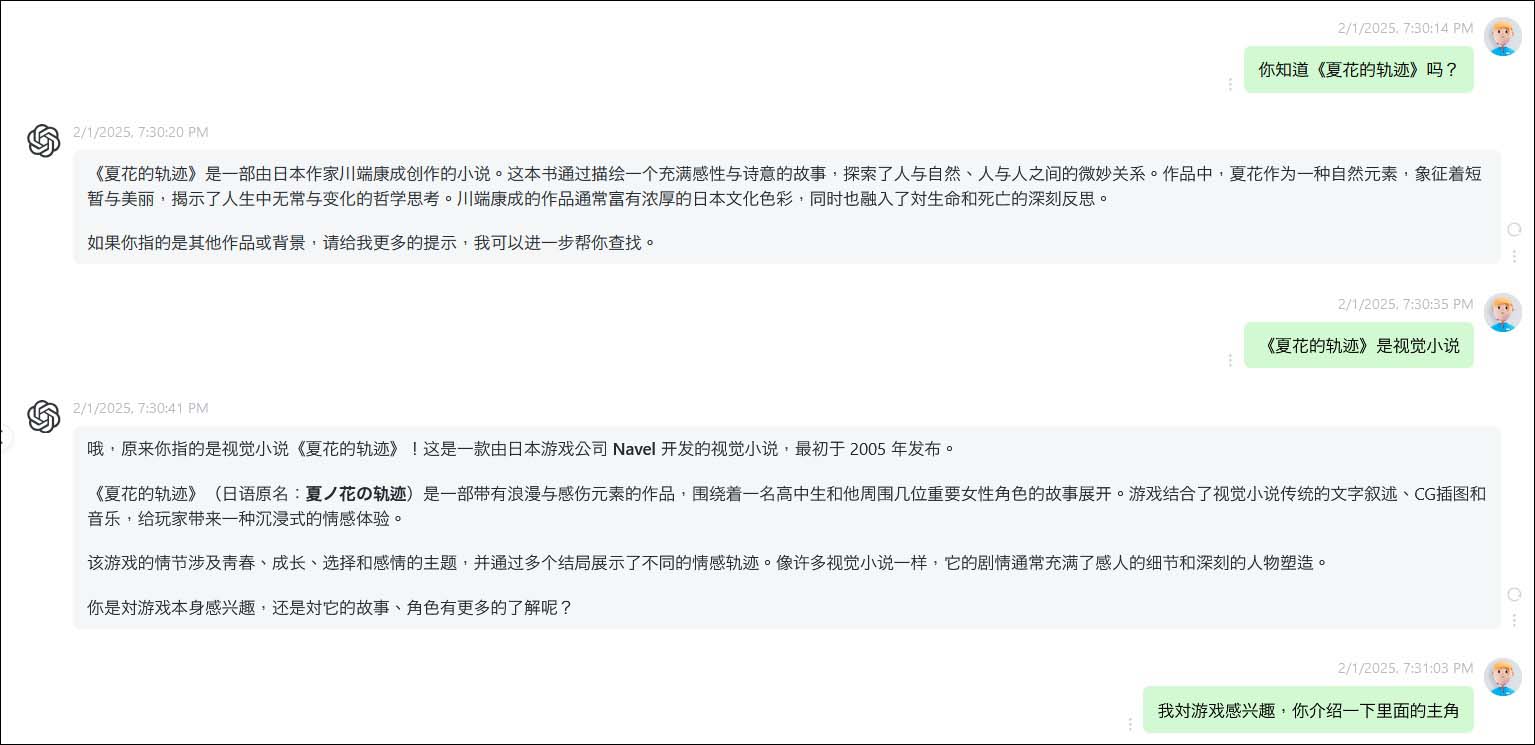 2/1/2025, 7:30:14 PM
你知道《夏花的轨迹》吗？
2/1/2025, 7:30:20 PM
《夏花的轨迹》是一部由日本作家川端康成创作的小说。这本书通过描绘一个充满感性与诗意的故事，探索了人与自然、人与人之间的微妙关系。作品中，夏花作为一种自然元素，象征着短
暂与美丽，揭示了人生中无常与变化的哲学思考。川端康成的作品通常富有浓厚的日本文化色彩，同时也融入了对生命和死亡的深刻反思。
如果你指的是其他作品或背景，请给我更多的提示，我可以进一步帮你查找。
2/1/2025, 7:30:35 PM
《夏花的轨迹》是视觉小说
2/1/2025, 7:30:41 PM
哦，原来你指的是视觉小说《夏花的轨迹》！这是一款由日本游戏公司 Navel 开发的视觉小说，最初于 2005 年发布。
《夏花的轨迹》（日语原名：夏ノ花の轨迹）是一部带有浪漫与感伤元素的作品，围绕着一名高中生和他周围几位重要女性角色的故事展开。游戏结合了视觉小说传统的文字叙述、CG插图和
音乐，给玩家带来一种沉浸式的情感体验。
该游戏的情节涉及青春、成长、选择和感情的主题，并通过多个结局展示了不同的情感轨迹。像许多视觉小说一样，它的剧情通常充满了感人的细节和深刻的人物塑造。
你是对游戏本身感兴趣，还是对它的故事、角色有更多的了解呢？
2/1/2025, 7:31:03 PM
我对游戏感兴趣，你介绍一下里面的主角